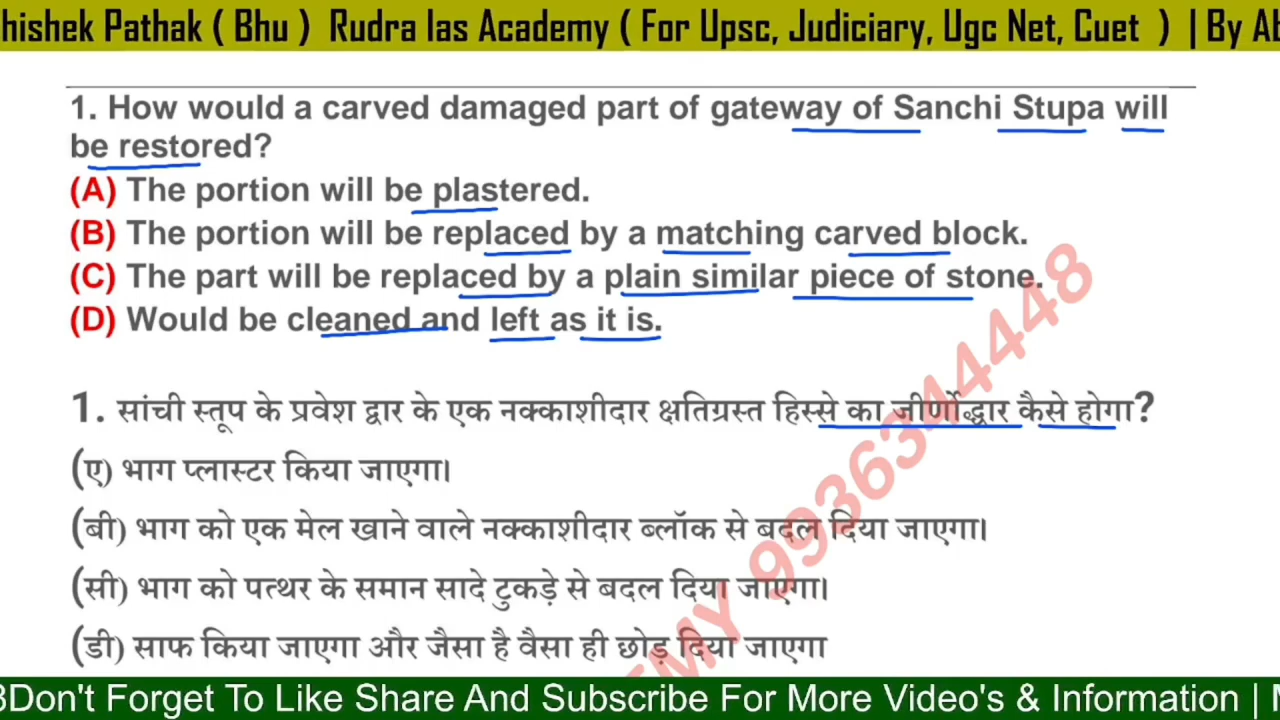 hishek Pathak ( Bhu ) Rudra Ias Academy ( For Upsc, Judiciary, Ugc Net, Cuet ) | By Ab
1. How would a carved damaged part of gateway of Sanchi Stupa will
be restored?
(A) The portion will be plastered.
(B) The portion will be replaced by a matching carved block.
(C) The part will be replaced by a plain similar piece of stone.
(D) Would be cleaned and left as it is.
1. सांची स्तूप के प्रवेश द्वार के एक नक्काशीदार क्षतिग्रस्त हिस्से का जीर्णोद्धार कैसे होगा?
(ए) भाग प्लास्टर किया जाएगा।
(बी) भाग को एक मेल खाने वाले नक्काशीदार ब्लॉक से बदल दिया जाएगा।
(सी) भाग को पत्थर के समान सादे टुकड़े से बदल दिया जाएगा।
(डी) साफ किया जाएगा और जैसा है वैसा ही छोड़ दिया जाएगा
EMY 9936344448
3Don't Forget To Like Share And Subscribe For More Video's & Information |